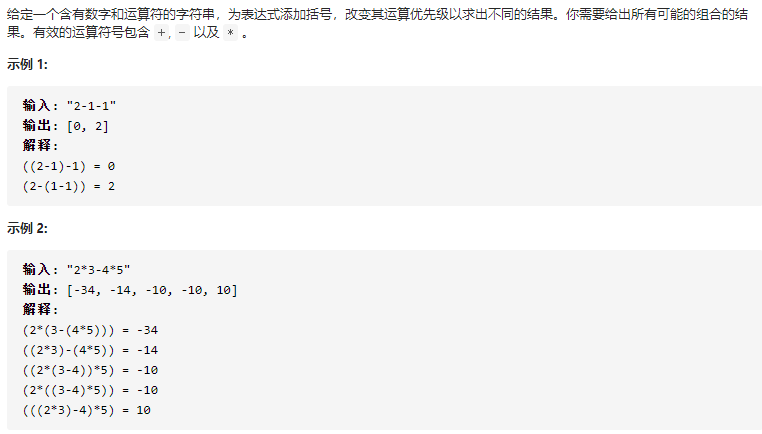 给定一个含有数字和运算符的字符串，为表达式添加括号，改变其运算优先级以求出不同的结果。你需要给出所有可能的组合的结
果。有效的运算符号包含 +, - 以及 * 。
示例 1:
输入: "2-1-1"
输出: [0, 2]
解释:
((2-1)-1) = 0
(2-(1-1)) = 2
示例 2:
输入: "2*3-4*5"
输出: [-34, -14, -10, -10, 10]
解释:
(2*(3-(4*5))) = -34
((2*3)-(4*5)) = -14
((2*(3-4))*5) = -10
(2*((3-4)*5)) = -10
(((2*3)-4)*5) = 10